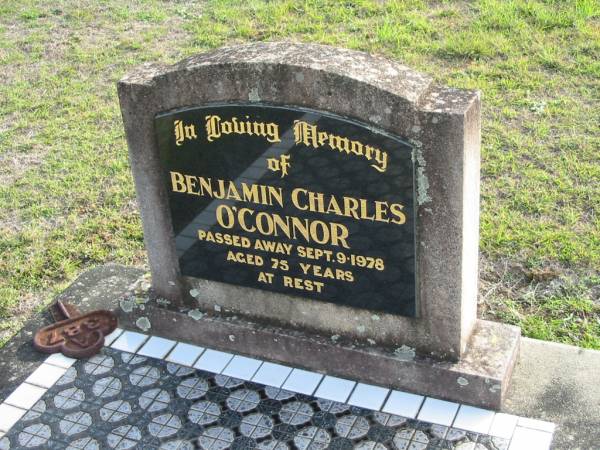 In Loving Memory
of
BENJAMIN CHARLES
O'CONNOR
PASSED AWAY SEPT. 9·1978
AGED 75 YEARS
AT REST